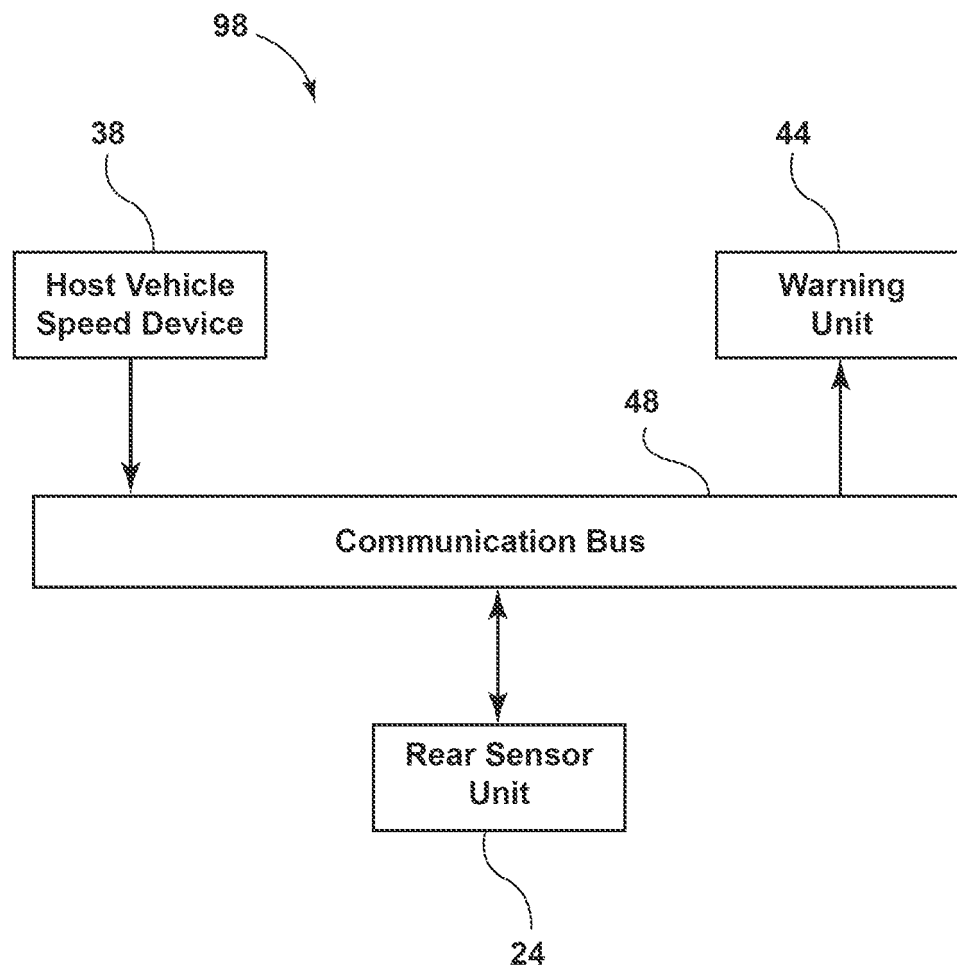 98
38
44
Host Vehicle
Speed Device
Warning
Unit
48
Communication Bus
Rear Sensor
Unit
24